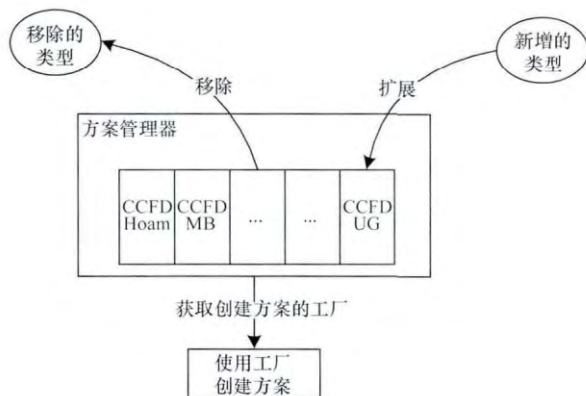 移除的
类型
新增的
类型
移除
扩展
方案管理器
CCFD
Hoam
CCFD
MB
...
...
CCFD
UG
获取创建方案的工厂
使用工厂
创建方案